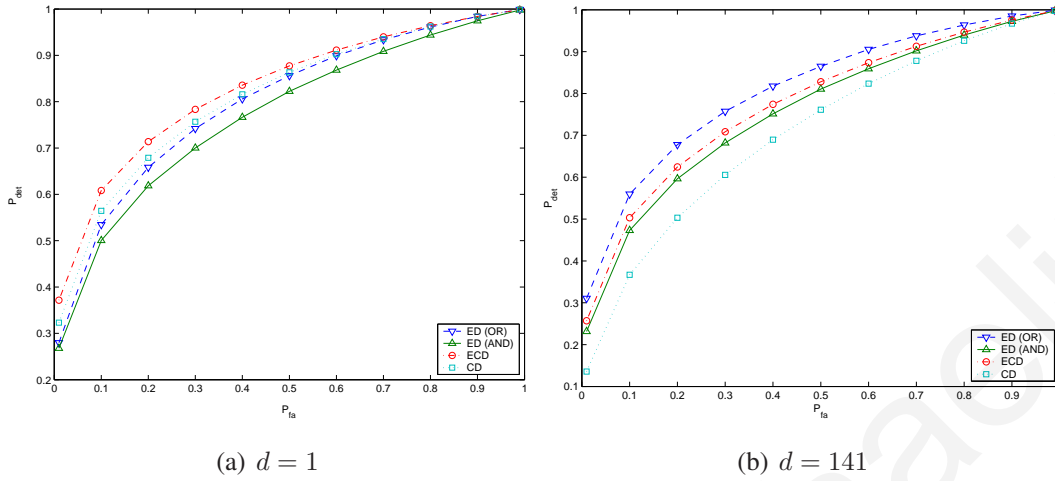 1
0.9
0.8
0.7
0.6
0.5
0.4
0.3
0.2
P_det
0 0.1 0.2 0.3 0.4 0.5 0.6 0.7 0.8 0.9 1
P_fa
ED (OR)
ED (AND)
ECD
CD
(a) d = 1
1
0.9
0.8
0.7
0.6
0.5
0.4
0.3
0.2
0.1
P_det
0 0.1 0.2 0.3 0.4 0.5 0.6 0.7 0.8 0.9
P_fa
ED (OR)
ED (AND)
ECD
CD
(b) d = 141